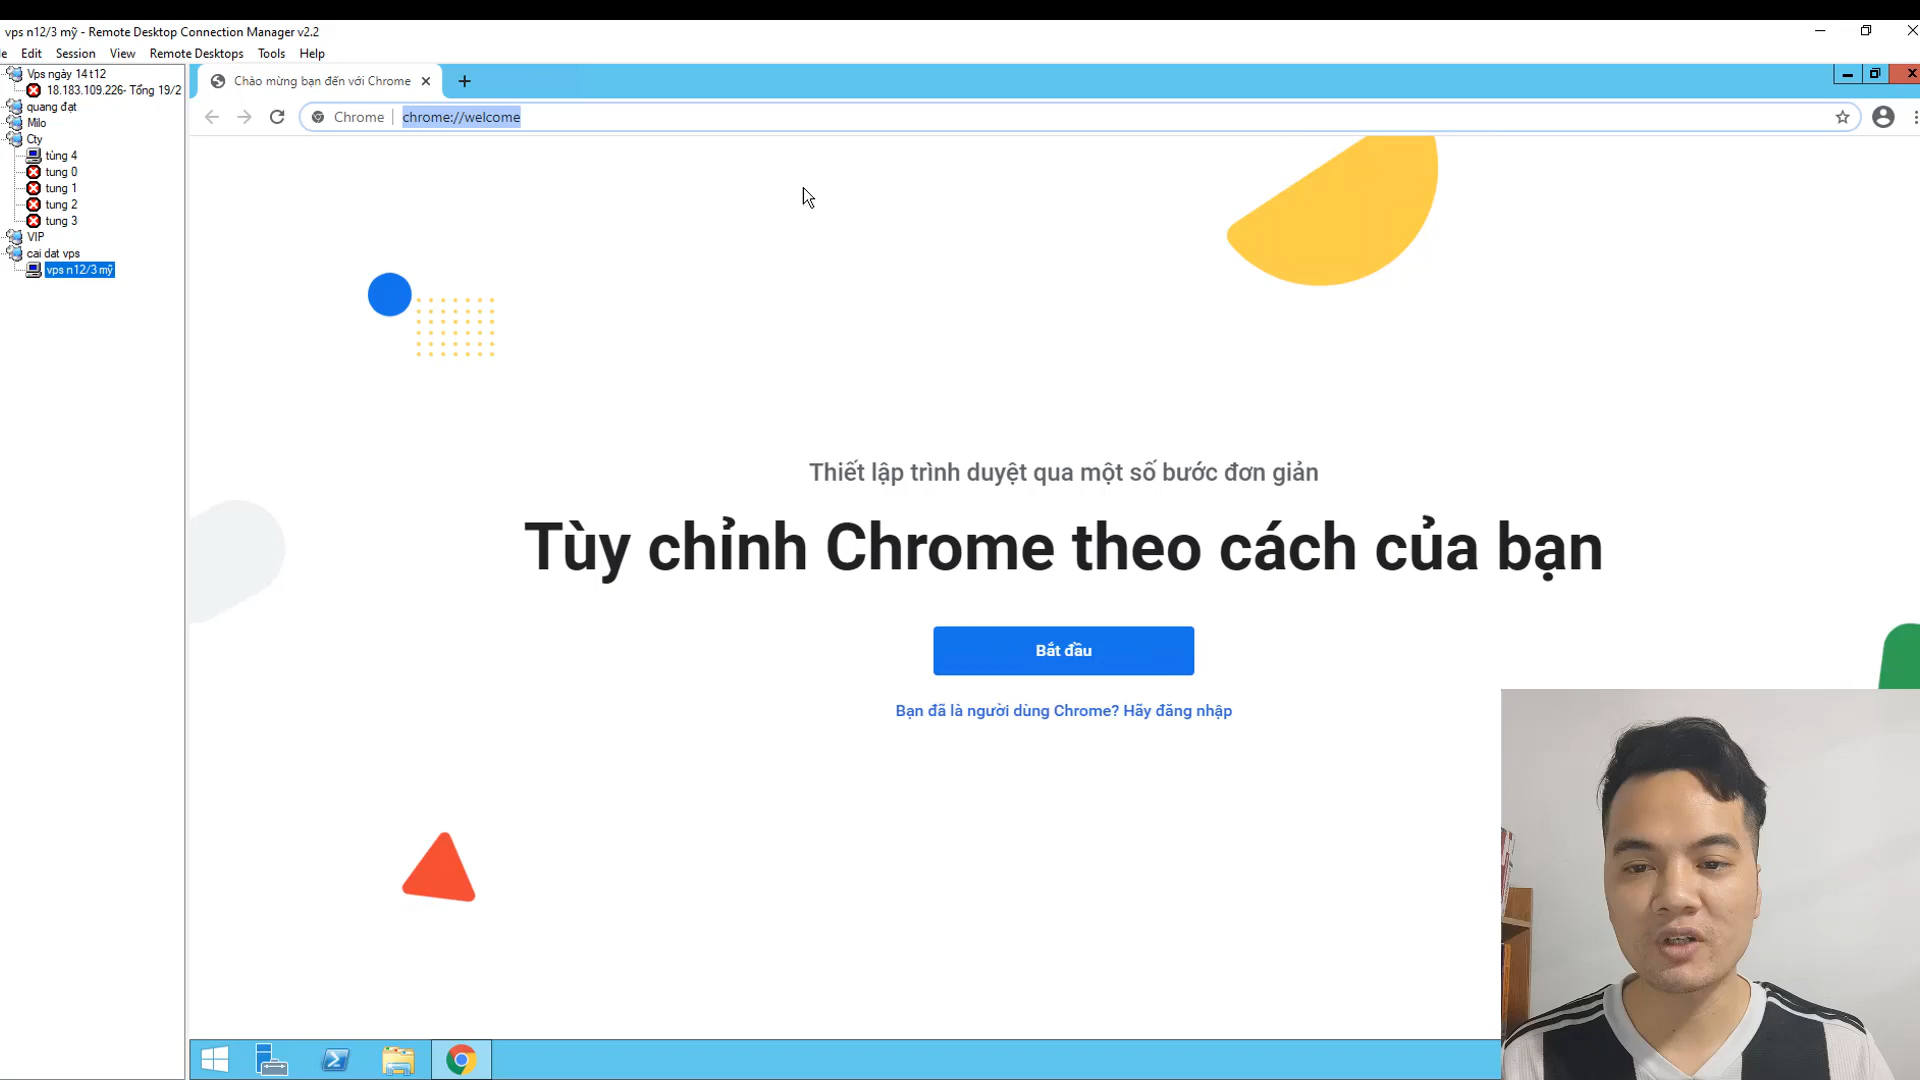 vps n12/3 mỹ - Remote Desktop Connection Manager v2.2
Edit Session View Remote Desktops Tools Help
Vps ngày 14t12
18.183.109.226- Tổng 19/2
quang đạt
Milo
Cty
tùng 4
tung 0
tung 1
tung 2
tung 3
VIP
cai dat vps
vps n12/3 mỹ
Chào mừng bạn đến với Chrome
Chrome | chrome://welcome
Thiết lập trình duyệt qua một số bước đơn giản
Tùy chỉnh Chrome theo cách của bạn
Bắt đầu
Bạn đã là người dùng Chrome? Hãy đăng nhập